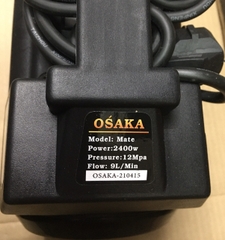 OSAKA
Model: Mate
Power:2400w
Pressure:12Mpa
Flow: 9L/Min
OSAKA-210415